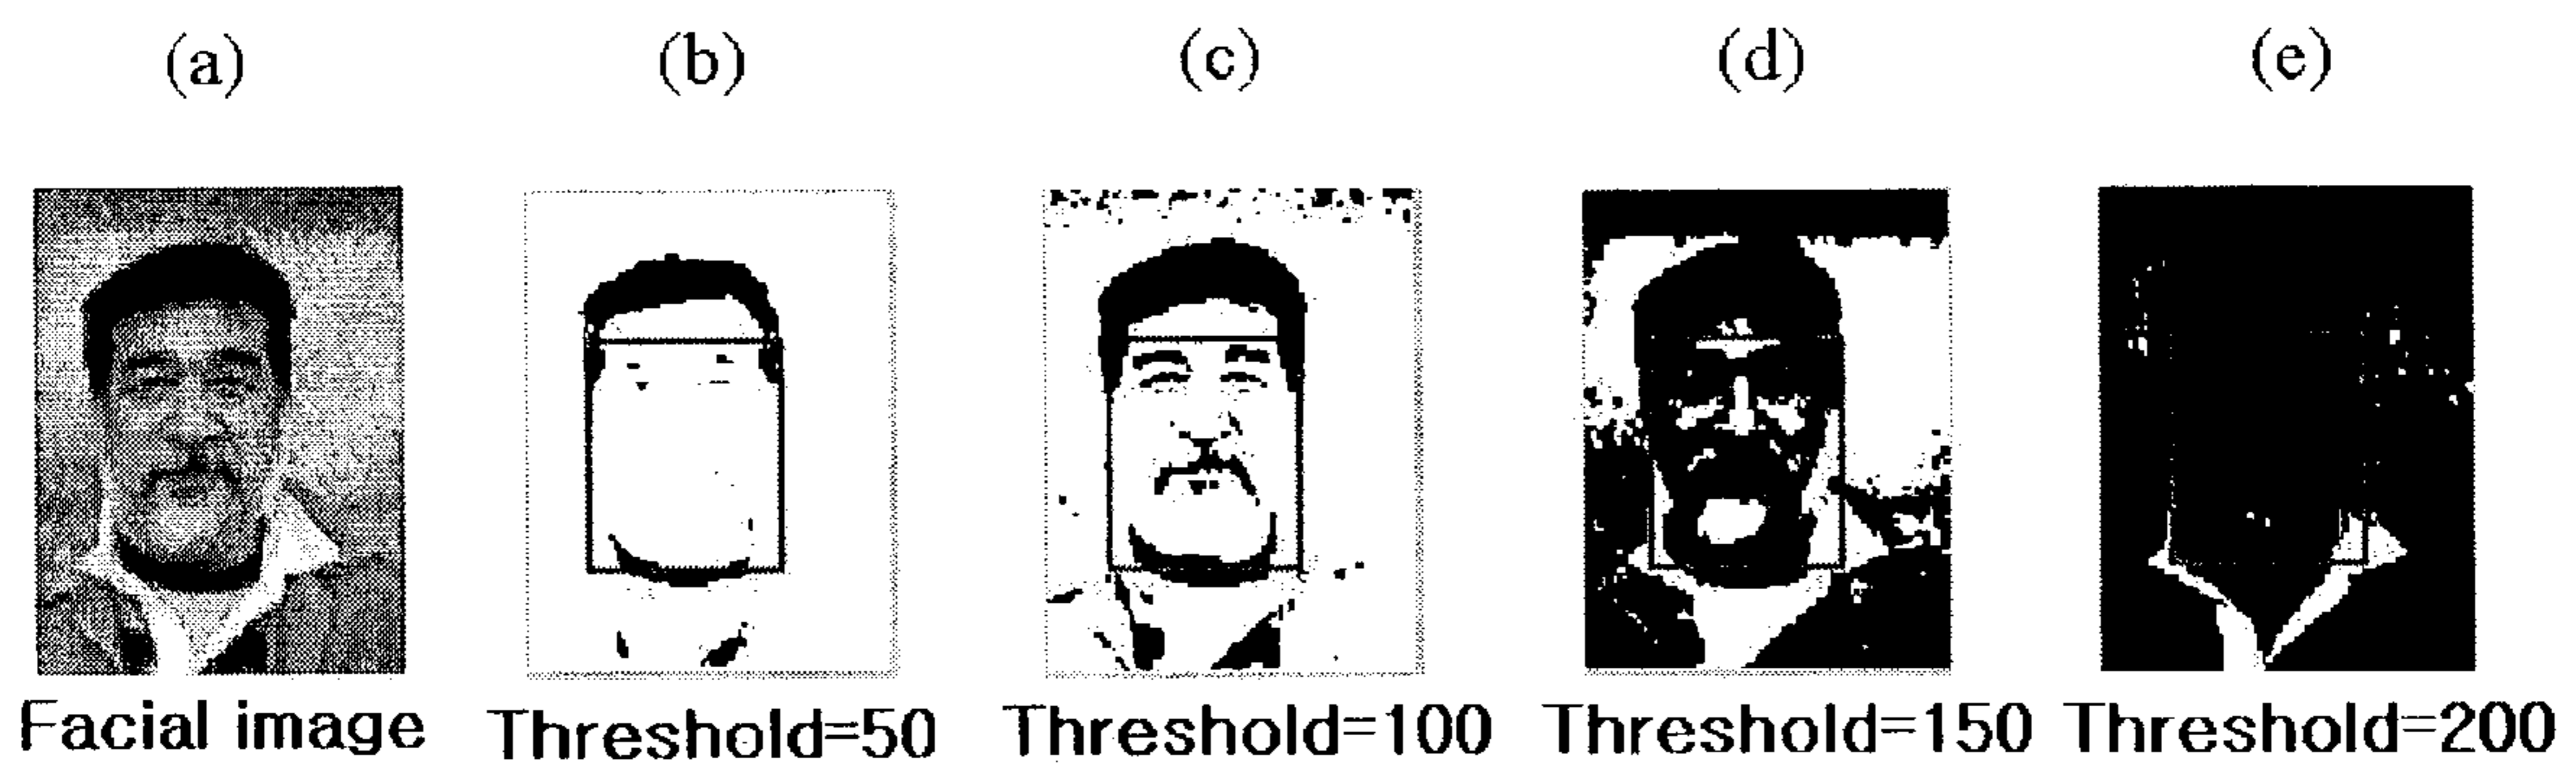 (a) (b) (c) (d) (e)
Facial image Threshold=50 Threshold=100 Threshold=150 Threshold=200